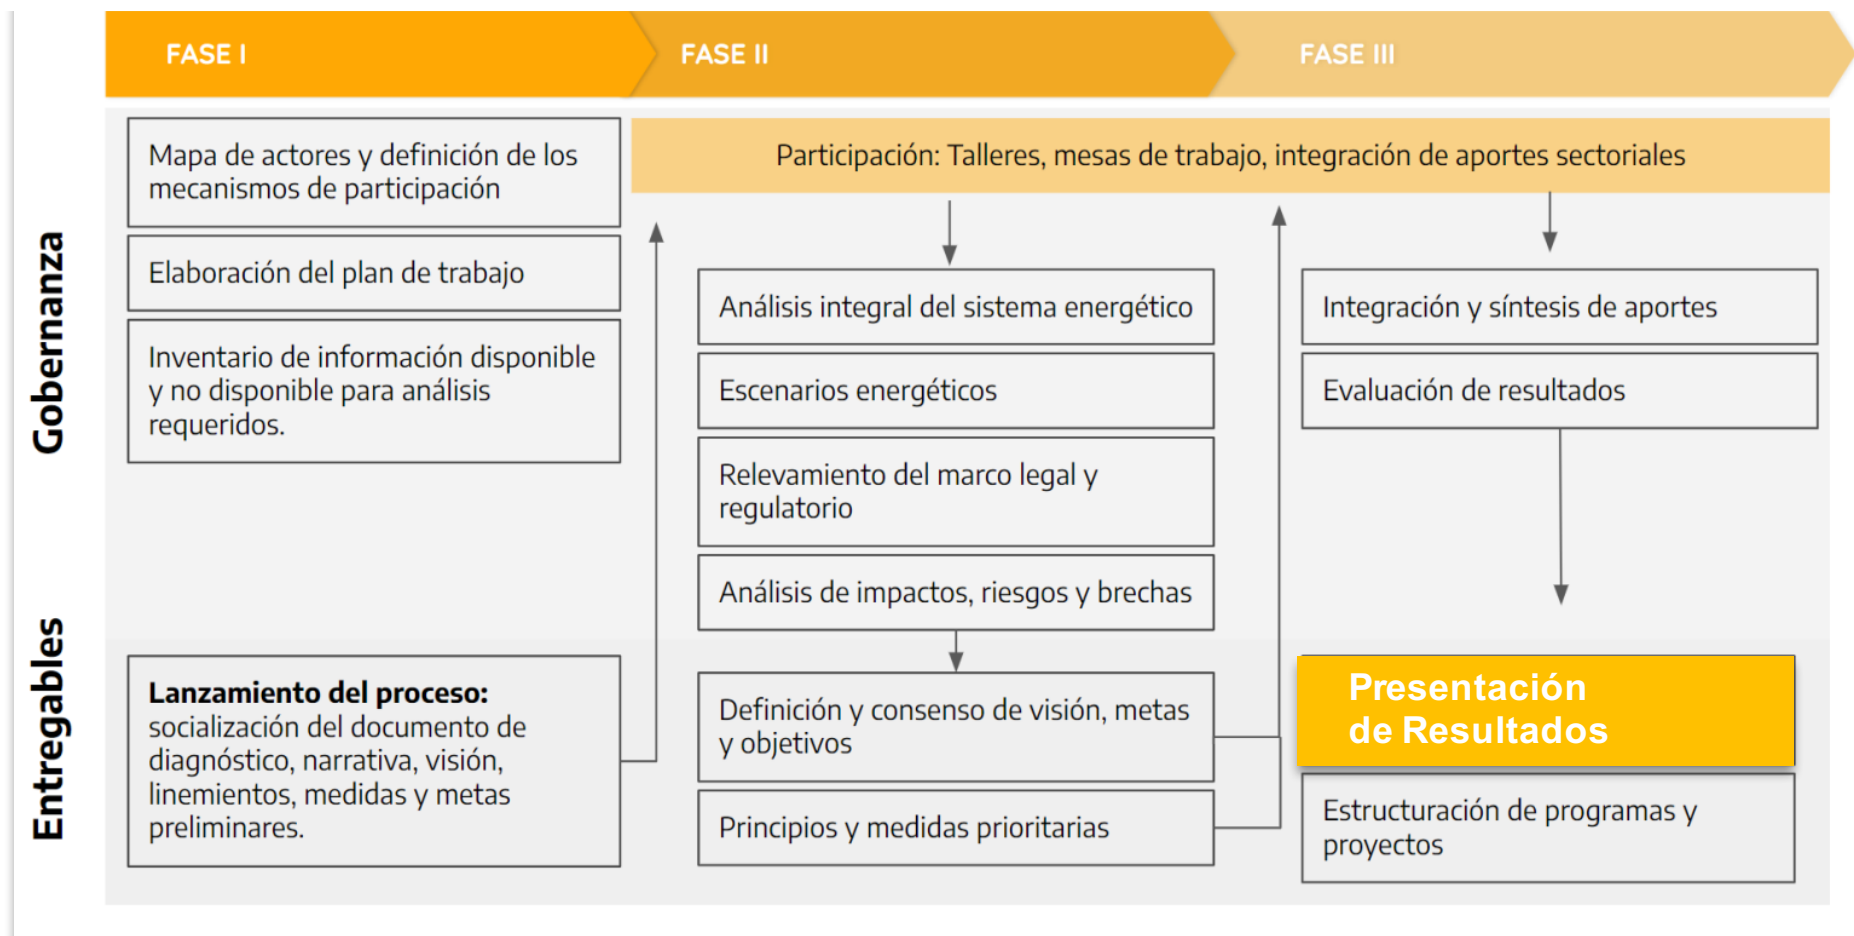 FASE I
FASE II
FASE III
Gobernanza
Mapa de actores y definición de los
mecanismos de participación
Elaboración del plan de trabajo
Inventario de información disponible
y no disponible para análisis
requeridos.
Participación: Talleres, mesas de trabajo, integración de aportes sectoriales
Análisis integral del sistema energético
Escenarios energéticos
Relevamiento del marco legal y
regulatorio
Análisis de impactos, riesgos y brechas
Integración y síntesis de aportes
Evaluación de resultados
Entregables
Lanzamiento del proceso:
socialización del documento de
diagnóstico, narrativa, visión,
linemientos, medidas y metas
preliminares.
Definición y consenso de visión, metas
y objetivos
Principios y medidas prioritarias
Presentación
de Resultados
Estructuración de programas y
proyectos